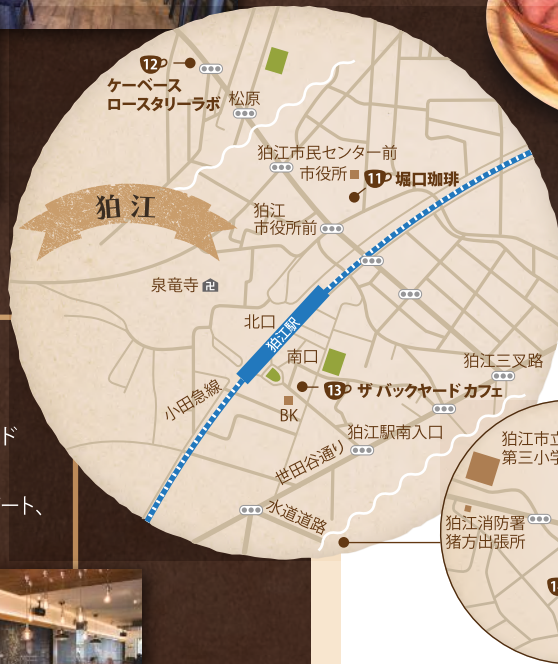 12
ケーベース
ロースタリーラボ
松原
狛江市民センター前
市役所
11 堀口珈琲
狛江
狛江
市役所前
泉竜寺
北口
狛江駅
南口
狛江三叉路
小田急線
13 ザ バックヤード カフェ
BK
狛江駅南入口
世田谷通り
水道道路
狛江市立
第三小学
狛江消防署
猪方出張所
ド
ート、